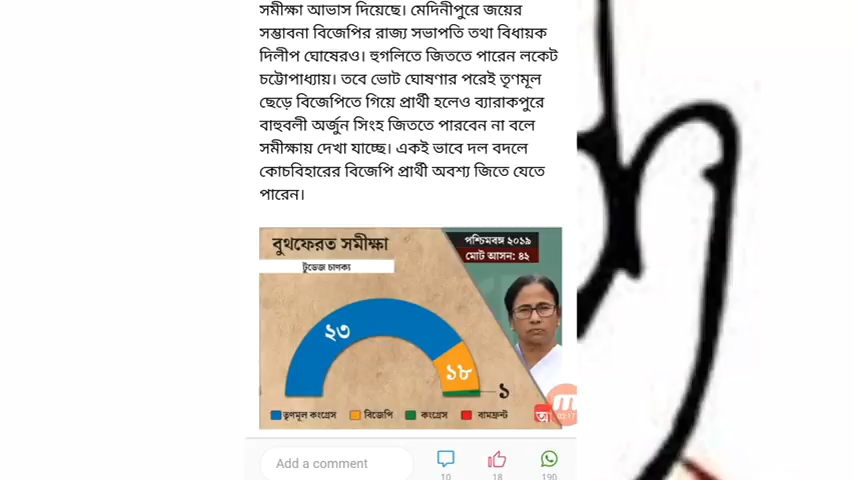 সমীক্ষা আভাস দিয়েছে। মেদিনীপুরে জয়ের
সম্ভাবনা বিজেপির রাজ্য সভাপতি তথা বিধায়ক
দিলীপ ঘোষেরও। হুগলিতে জিততে পারেন লকেট
চট্টোপাধ্যায়। তবে ভোট ঘোষণার পরেই তৃণমূল
ছেড়ে বিজেপিতে গিয়ে প্রার্থী হলেও ব্যারাকপুরে
বাহুবলী অর্জুন সিংহ জিততে পারবেন না বলে
সমীক্ষায় দেখা যাচ্ছে। একই ভাবে দল বদলে
কোচবিহারের বিজেপি প্রার্থী অবশ্য জিতে যেতে
পারেন।
বুথফেরত সমীক্ষা
টুডেজ চাণক্য
পশ্চিমবঙ্গ ২০১৯
মোট আসন: ৪২
২৩
১৮
১
তৃণমূল কংগ্রেস বিজেপি কংগ্রেস বামফ্রন্ট
আ
Add a comment
10 18 190